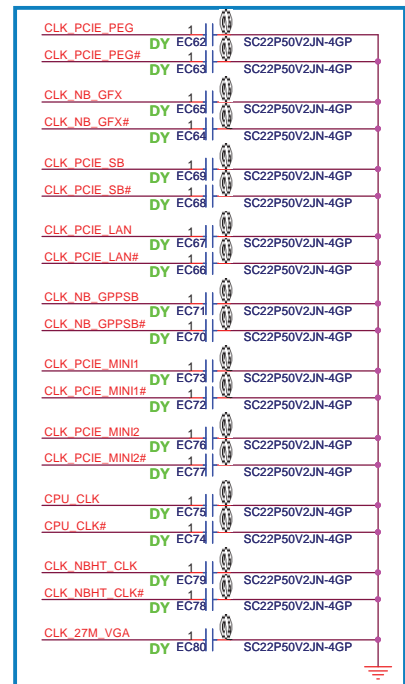 CLK_PCIE_PEG 1
DY EC62 SC22P50V2JN-4GP
CLK_PCIE_PEG# 1
DY EC63 SC22P50V2JN-4GP
CLK_NB_GFX 1
DY EC65 SC22P50V2JN-4GP
CLK_NB_GFX# 1
DY EC64 SC22P50V2JN-4GP
CLK_PCIE_SB 1
DY EC69 SC22P50V2JN-4GP
CLK_PCIE_SB# 1
DY EC68 SC22P50V2JN-4GP
CLK_PCIE_LAN 1
DY EC67 SC22P50V2JN-4GP
CLK_PCIE_LAN# 1
DY EC66 SC22P50V2JN-4GP
CLK_NB_GPPSB 1
DY EC71 SC22P50V2JN-4GP
CLK_NB_GPPSB# 1
DY EC70 SC22P50V2JN-4GP
CLK_PCIE_MINI1 1
DY EC73 SC22P50V2JN-4GP
CLK_PCIE_MINI1# 1
DY EC72 SC22P50V2JN-4GP
CLK_PCIE_MINI2 1
DY EC76 SC22P50V2JN-4GP
CLK_PCIE_MINI2# 1
DY EC77 SC22P50V2JN-4GP
CPU_CLK 1
DY EC75 SC22P50V2JN-4GP
CPU_CLK# 1
DY EC74 SC22P50V2JN-4GP
CLK_NBHT_CLK 1
DY EC79 SC22P50V2JN-4GP
CLK_NBHT_CLK# 1
DY EC78 SC22P50V2JN-4GP
CLK_27M_VGA 1
DY EC80 SC22P50V2JN-4GP